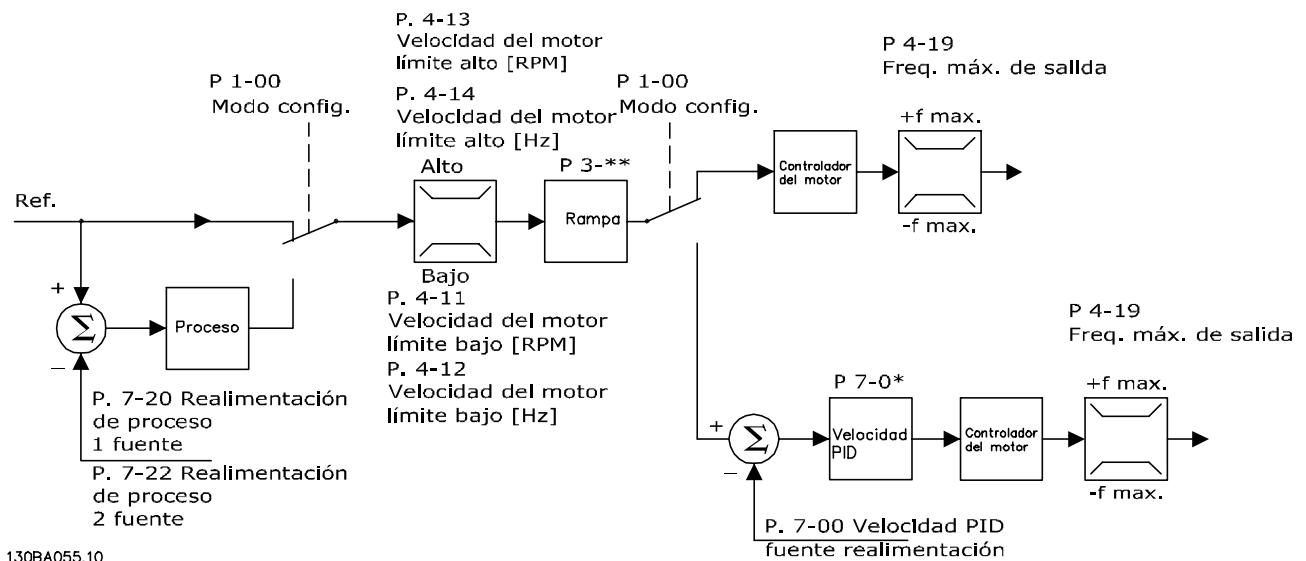 P. 4-13
Velocidad del motor
límite alto [RPM]
P 4-19
Freq. máx. de salida
P 1-00
Modo config.
P. 4-14
Velocidad del motor
límite alto [Hz]
P 1-00
Modo config.
+f max.
Alto
P 3-**
Controlador
del motor
Ref.
Rampa
-f max.
Bajo
+
Σ
−
Proceso
P. 4-11
Velocidad del motor
límite bajo [RPM]
P. 4-12
Velocidad del motor
límite bajo [Hz]
P 4-19
Freq. máx. de salida
P. 7-20 Realimentación
de proceso
1 fuente
P. 7-22 Realimentación
de proceso
2 fuente
P 7-0*
+f max.
+
Σ
−
Velocidad
PID
Controlador
del motor
-f max.
P. 7-00 Velocidad PID
fuente realimentación
130BA055.10